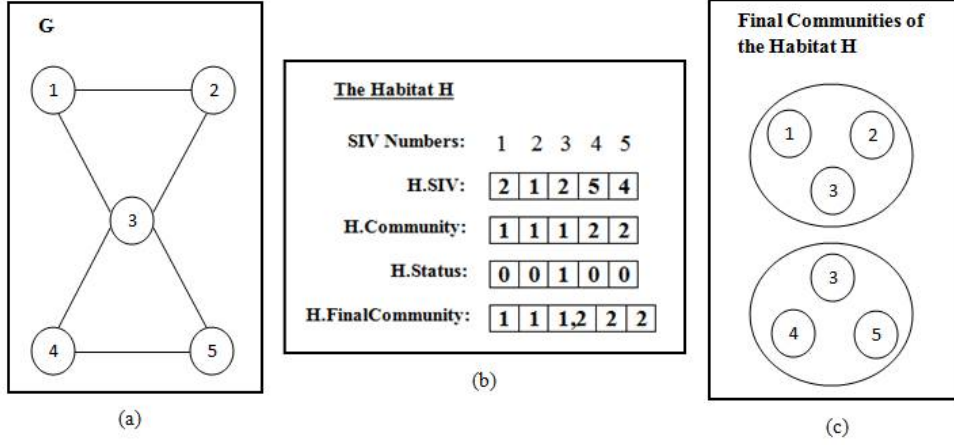 G
1 2
3
4 5
(a)
The Habitat H
SIV Numbers: 1 2 3 4 5
H.SIV: 2 1 2 5 4
H.Community: 1 1 1 2 2
H.Status: 0 0 1 0 0
H.FinalCommunity: 1 1 1,2 2 2
(b)
Final Communities of
the Habitat H
1 2
3
3
4 5
(c)